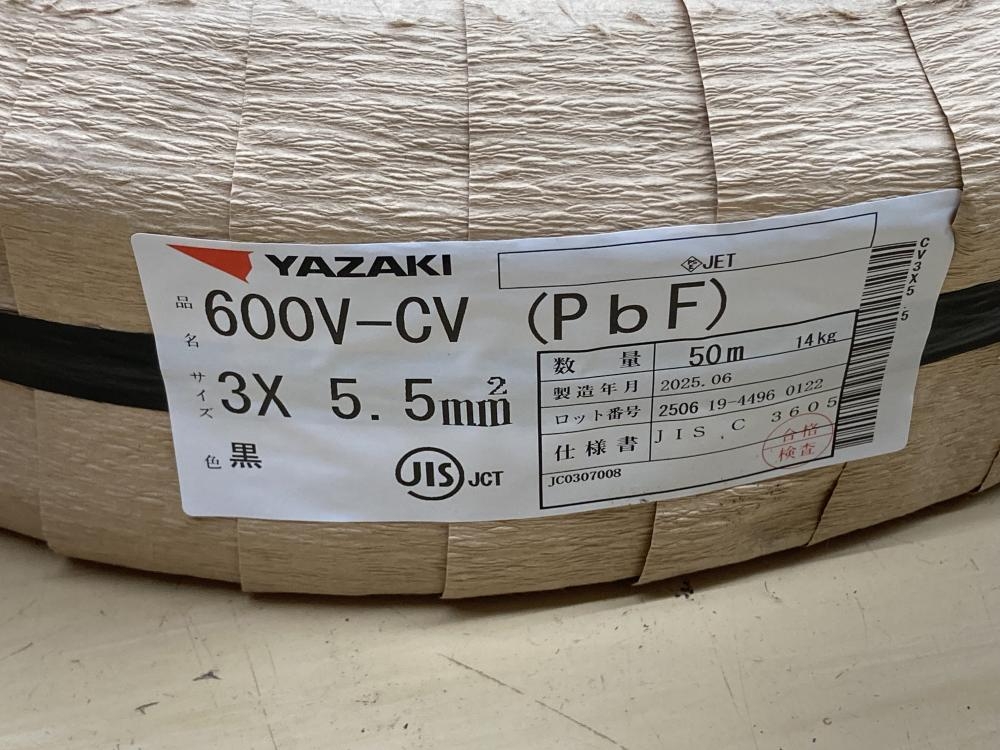 YAZAKI
PSE JET
品名 600V-CV (PbF)
サイズ 3X 5.5mm²
色 黒
JIS JCT
数量 50m 14kg
製造年月 2025.06
ロット番号 2506 19-4496 0122
仕様書 JIS C 3605
JC0307008
合格
検査
CV3X5.5